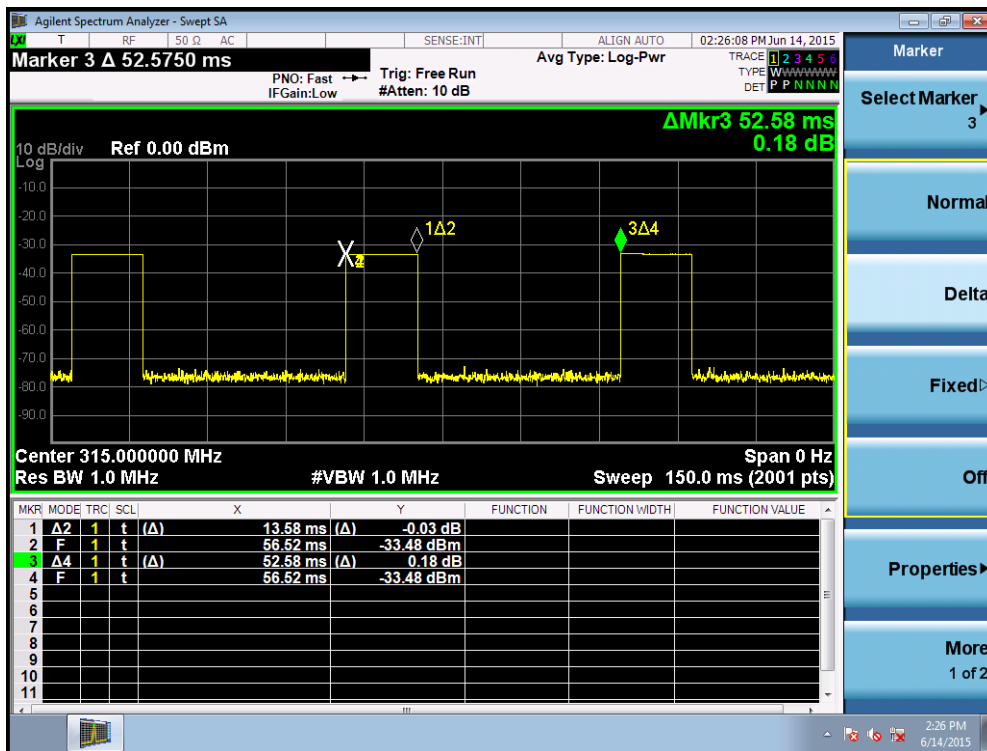 Agilent Spectrum Analyzer - Swept SA
LXI T RF 50 Ω AC SENSE:INT ALIGN AUTO 02:26:08 PM Jun 14, 2015
Marker 3 Δ 52.5750 ms
PNO: Fast
IFGain:Low
Trig: Free Run
#Atten: 10 dB
Avg Type: Log-Pwr
TRACE 1 2 3 4 5 6
TYPE WWWWWWW
DET P P N N N N
ΔMkr3 52.58 ms
0.18 dB
10 dB/div Ref 0.00 dBm
Log
-10.0
-20.0
-30.0
-40.0
-50.0
-60.0
-70.0
-80.0
-90.0
1Δ2
3Δ4
Center 315.000000 MHz Span 0 Hz
Res BW 1.0 MHz #VBW 1.0 MHz Sweep 150.0 ms (2001 pts)
MKR MODE TRC SCL X Y FUNCTION FUNCTION WIDTH FUNCTION VALUE
1 Δ2 1 t (Δ) 13.58 ms (Δ) -0.03 dB
2 F 1 t 56.52 ms -33.48 dBm
3 Δ4 1 t (Δ) 52.58 ms (Δ) 0.18 dB
4 F 1 t 56.52 ms -33.48 dBm
5
6
7
8
9
10
11
Marker
Select Marker
3
Normal
Delta
Fixed
Off
Properties
More
1 of 2
2:26 PM
6/14/2015